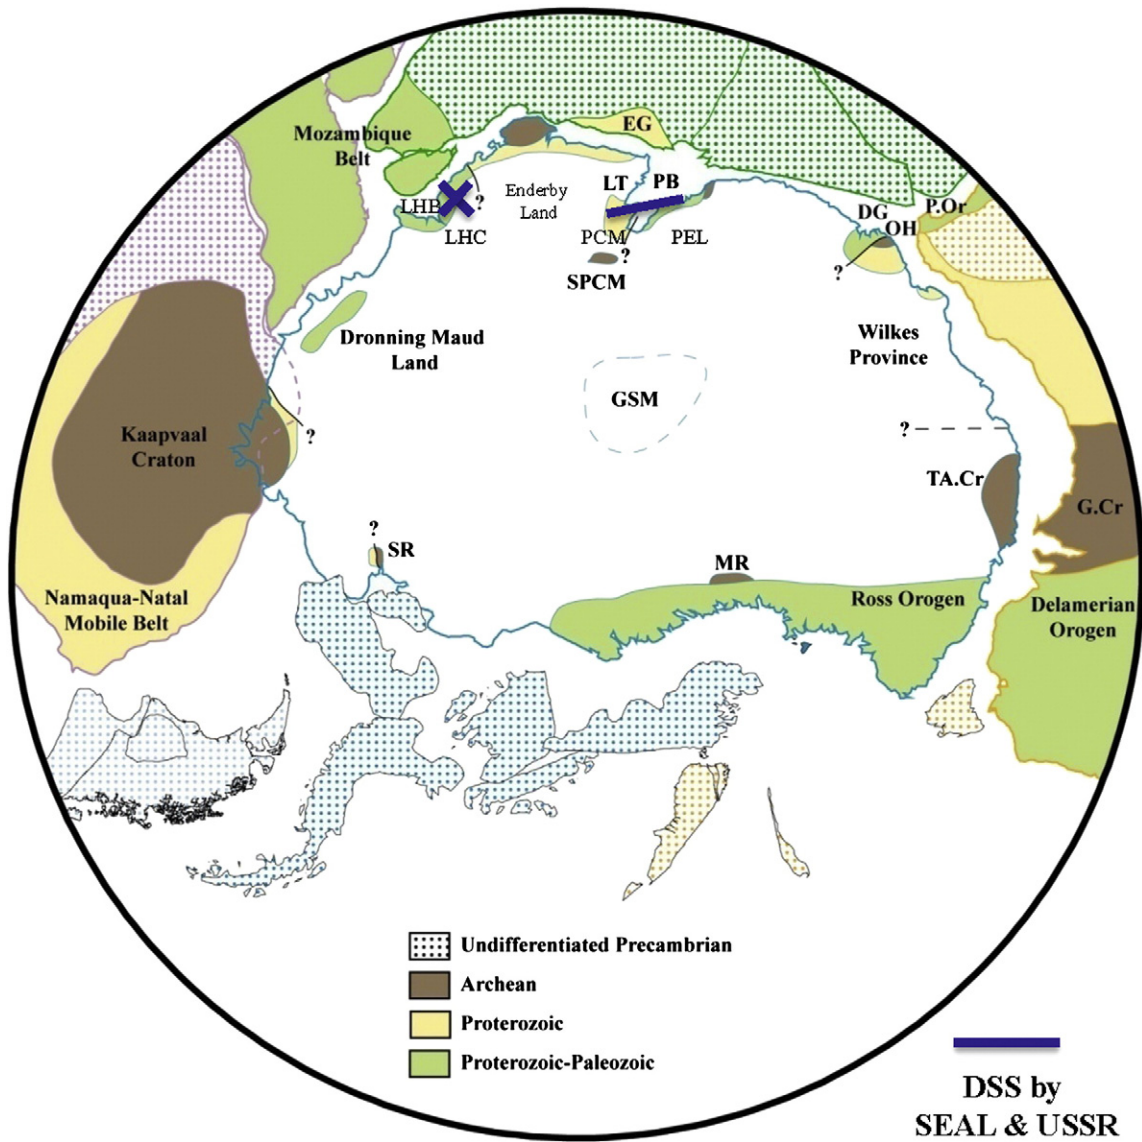 Mozambique
Belt
EG
LHB
?
Enderby
Land
LT
PB
LHC
PCM
?
PEL
SPCM
DG
OH
P.Or
?
Dronning Maud
Land
Wilkes
Province
GSM
Kaapvaal
Craton
?
?
TA.Cr
G.Cr
?
SR
MR
Namaqua-Natal
Mobile Belt
Ross Orogen
Delamerian
Orogen
Undifferentiated Precambrian
Archean
Proterozoic
Proterozoic-Paleozoic
DSS by
SEAL & USSR